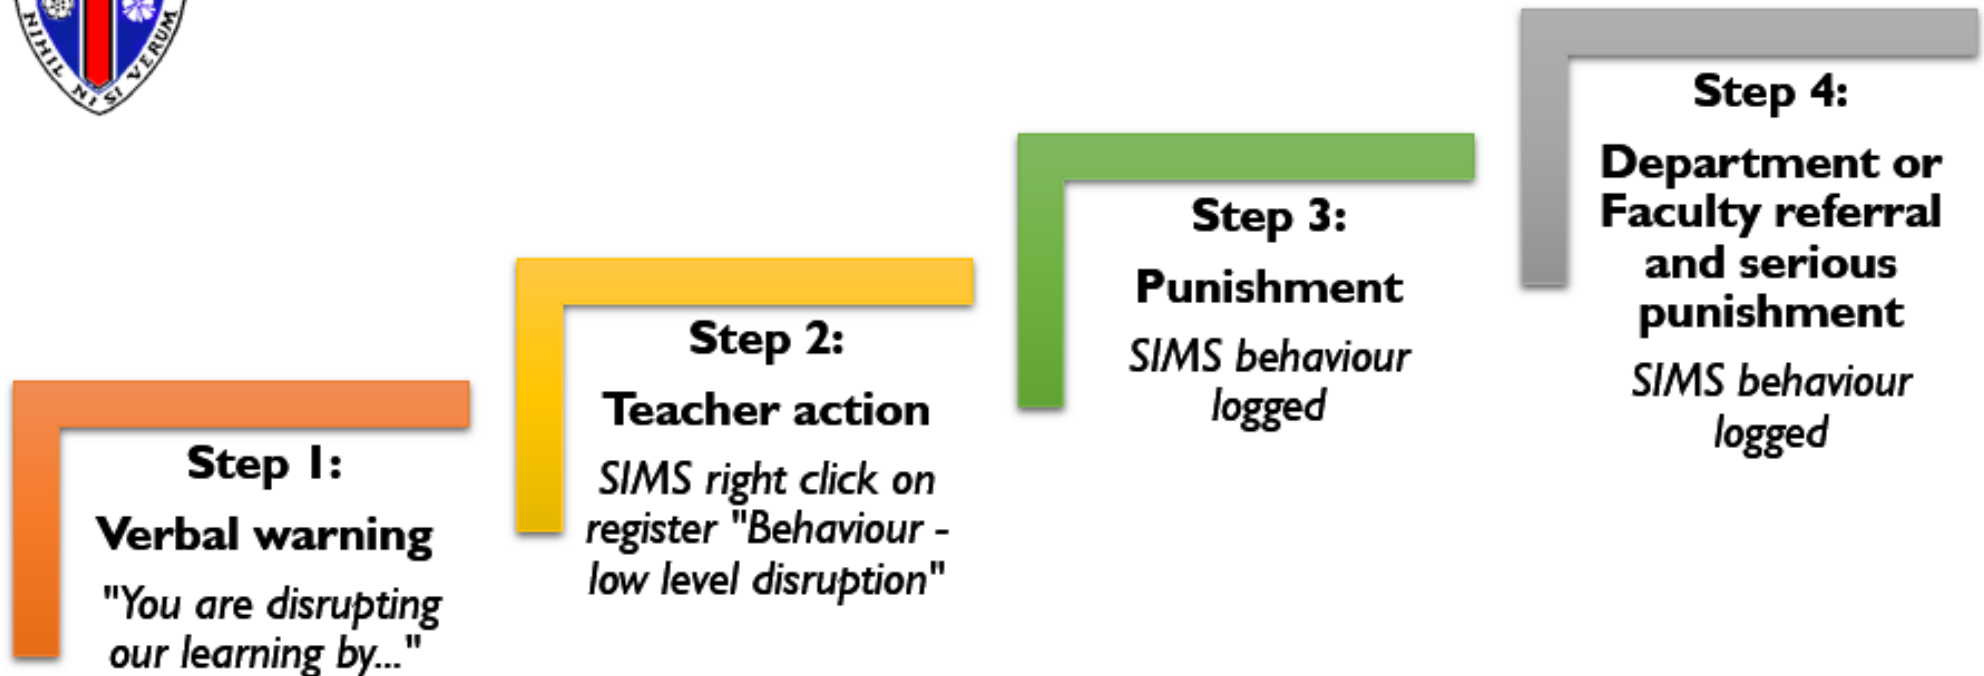 NIHIL NISI VERUM
Step 1:
Verbal warning
"You are disrupting
our learning by..."
Step 2:
Teacher action
SIMS right click on
register "Behaviour -
low level disruption"
Step 3:
Punishment
SIMS behaviour
logged
Step 4:
Department or
Faculty referral
and serious
punishment
SIMS behaviour
logged